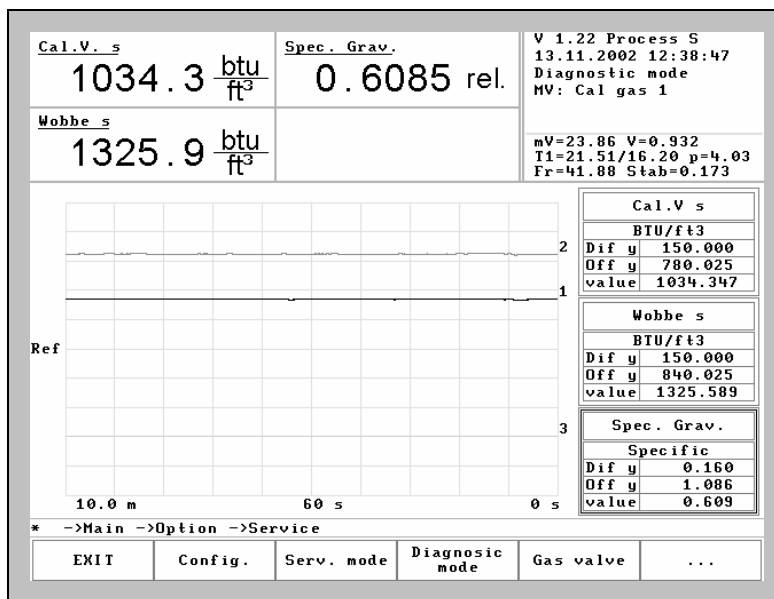 Cal.V. s
1034.3 btu
ft³
Spec. Grav.
0.6085 rel.
V 1.22 Process S
13.11.2002 12:38:47
Diagnostic mode
MV: Cal gas 1
Wobbe s
1325.9 btu
ft³
mV=23.86 V=0.932
T1=21.51/16.20 p=4.03
Fr=41.88 Stab=0.173
2
1
Ref
3
10.0 m 60 s 0 s
Cal.V s
BTU/ft3
Dif y 150.000
Off y 780.025
value 1034.347
Wobbe s
BTU/ft3
Dif y 150.000
Off y 840.025
value 1325.589
Spec. Grav.
Specific
Dif y 0.160
Off y 1.086
value 0.609
* ->Main ->Option ->Service
EXIT
Config.
Serv. mode
Diagnosic
mode
Gas valve
...